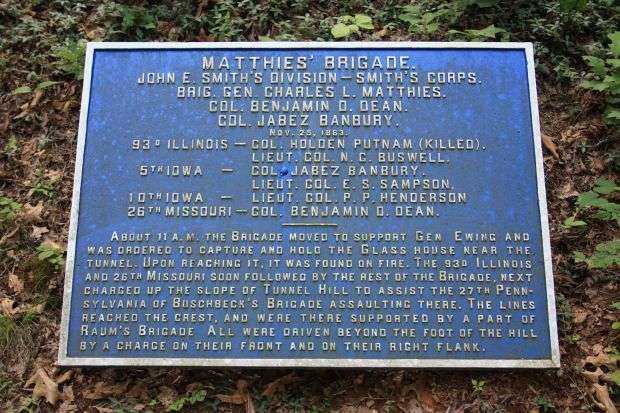 MATTHIES' BRIGADE.
JOHN E. SMITH'S DIVISION — SMITH'S CORPS.
BRIG. GEN. CHARLES L. MATTHIES.
COL. BENJAMIN D. DEAN.
COL. JABEZ BANBURY.
NOV. 25, 1863.
93D ILLINOIS — COL. HOLDEN PUTNAM (KILLED).
LIEUT. COL. N. C. BUSWELL.
5TH IOWA — COL. JABEZ BANBURY.
LIEUT. COL. E. S. SAMPSON,
10TH IOWA — LIEUT. COL. P. P. HENDERSON
26TH MISSOURI — COL. BENJAMIN D. DEAN.
ABOUT 11 A.M. THE BRIGADE MOVED TO SUPPORT GEN. EWING AND
WAS ORDERED TO CAPTURE AND HOLD THE GLASS HOUSE NEAR THE
TUNNEL. UPON REACHING IT, IT WAS FOUND ON FIRE. THE 93D ILLINOIS
AND 26TH MISSOURI SOON FOLLOWED BY THE REST OF THE BRIGADE, NEXT
CHARGED UP THE SLOPE OF TUNNEL HILL TO ASSIST THE 27TH PENN-
SYLVANIA OF BUSCHBECK'S BRIGADE ASSAULTING THERE. THE LINES
REACHED THE CREST, AND WERE THERE SUPPORTED BY A PART OF
RAUM'S BRIGADE ALL WERE DRIVEN BEYOND THE FOOT OF THE HILL
BY A CHARGE ON THEIR FRONT AND ON THEIR RIGHT FLANK.